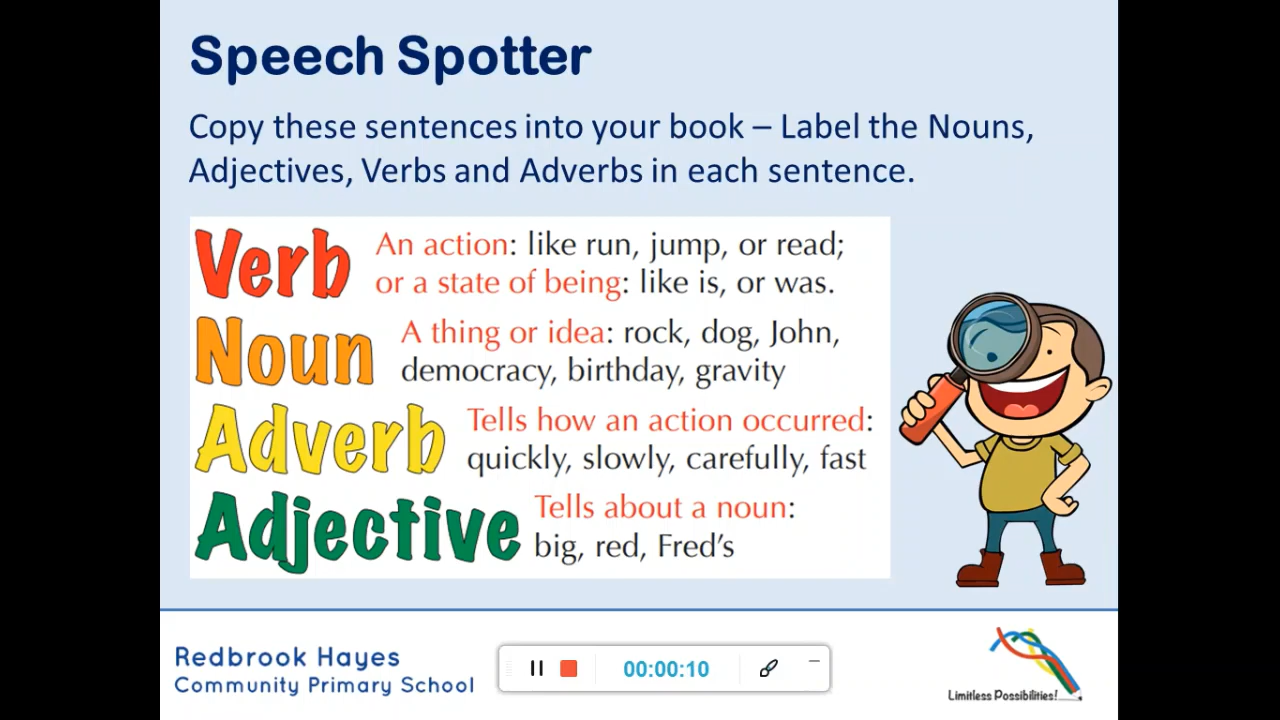 Speech Spotter
Copy these sentences into your book – Label the Nouns,
Adjectives, Verbs and Adverbs in each sentence.
Verb An action: like run, jump, or read;
or a state of being: like is, or was.
Noun A thing or idea: rock, dog, John,
democracy, birthday, gravity
Adverb Tells how an action occurred:
quickly, slowly, carefully, fast
Adjective Tells about a noun:
big, red, Fred's
Redbrook Hayes
Community Primary School
00:00:10
Limitless Possibilities!